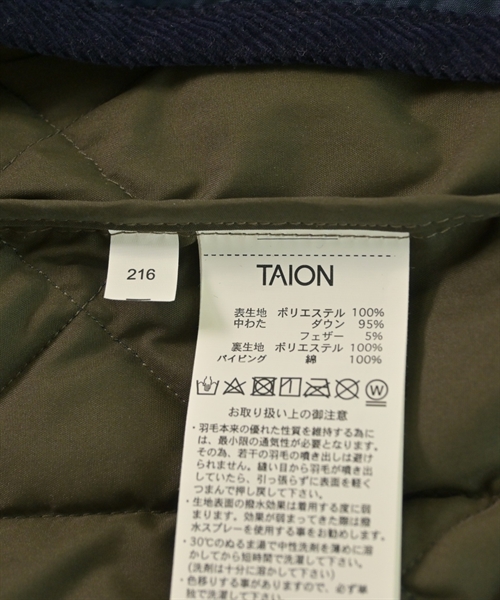 216
TAION
表生地 ポリエステル 100%
中わた ダウン 95%
フェザー 5%
裏生地 ポリエステル 100%
パイピング 綿 100%
お取り扱い上の御注意
・羽毛本来の優れた性質を維持する為に
は、最小限の通気性が必要となります。
その為、若干の羽毛の噴き出しは避け
られません。縫い目から羽毛が噴き出
していたら、引っ張らずに表面を軽く
つまんで押し戻して下さい。
・生地表面の撥水効果は着用する度に弱
まります。効果が弱まってきた際は撥
水スプレーを使用する事をお勧めします。
・30℃のぬるま湯で中性洗剤を薄めに溶
かしてから短時間で洗濯して下さい。
(洗剤は十分に溶かして下さい)
・色移りする事がありますので、必ず単
独で洗濯して下さい。